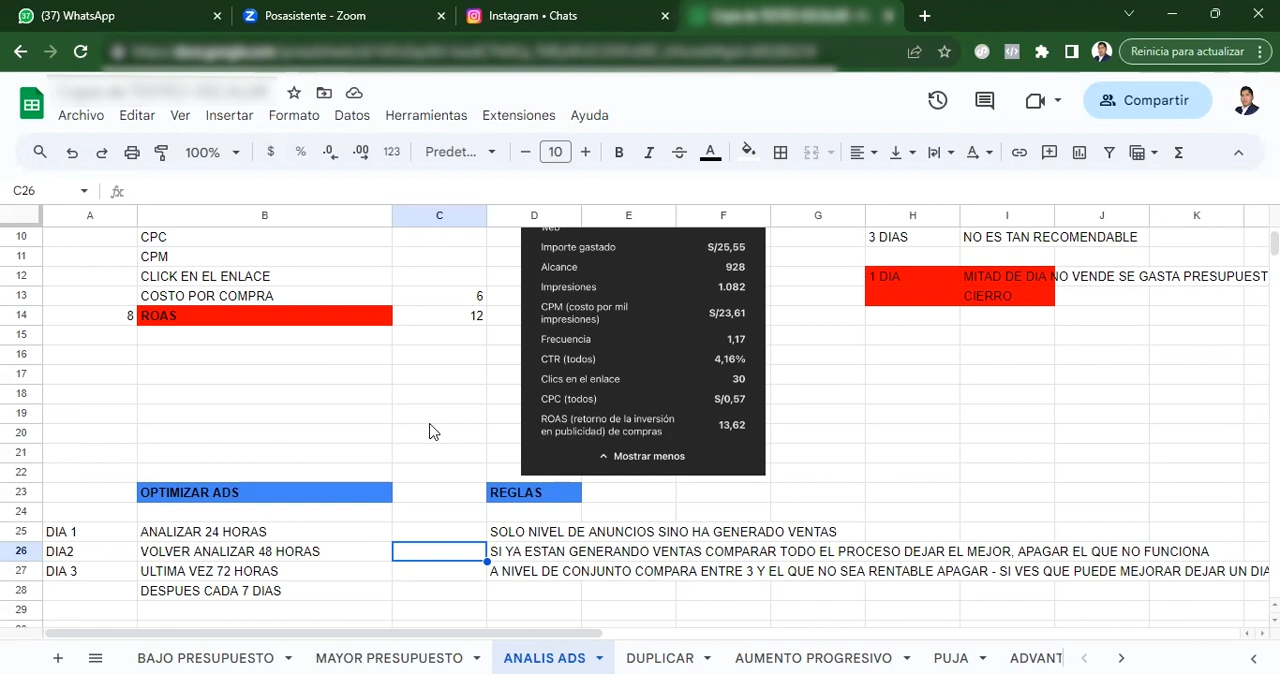 (37) WhatsApp
Posasistente - Zoom
Instagram • Chats
Reinicia para actualizar
Archivo Editar Ver Insertar Formato Datos Herramientas Extensiones Ayuda
Compartir
100% $ % .0 .00 123 Predet... 10 B I A
C26 fx
A B C D E F G H I J K
10 CPC 3 DIAS NO ES TAN RECOMENDABLE
11 CPM
12 CLICK EN EL ENLACE 1 DIA MITAD DE DIA NO VENDE SE GASTA PRESUPUEST
13 COSTO POR COMPRA 6 CIERRO
14 8 ROAS 12
15
16
17
18
19
20
21
22
web
Importe gastado S/25,55
Alcance 928
Impresiones 1.082
CPM (costo por mil
impresiones) S/23,61
Frecuencia 1,17
CTR (todos) 4,16%
Clics en el enlace 30
CPC (todos) S/0,57
ROAS (retorno de la inversión
en publicidad) de compras 13,62
Mostrar menos
23 OPTIMIZAR ADS REGLAS
24
25 DIA 1 ANALIZAR 24 HORAS SOLO NIVEL DE ANUNCIOS SINO HA GENERADO VENTAS
26 DIA2 VOLVER ANALIZAR 48 HORAS SI YA ESTAN GENERANDO VENTAS COMPARAR TODO EL PROCESO DEJAR EL MEJOR, APAGAR EL QUE NO FUNCIONA
27 DIA 3 ULTIMA VEZ 72 HORAS A NIVEL DE CONJUNTO COMPARA ENTRE 3 Y EL QUE NO SEA RENTABLE APAGAR - SI VES QUE PUEDE MEJORAR DEJAR UN DIA
28 DESPUES CADA 7 DIAS
29
BAJO PRESUPUESTO MAYOR PRESUPUESTO ANALIS ADS DUPLICAR AUMENTO PROGRESIVO PUJA ADVANT